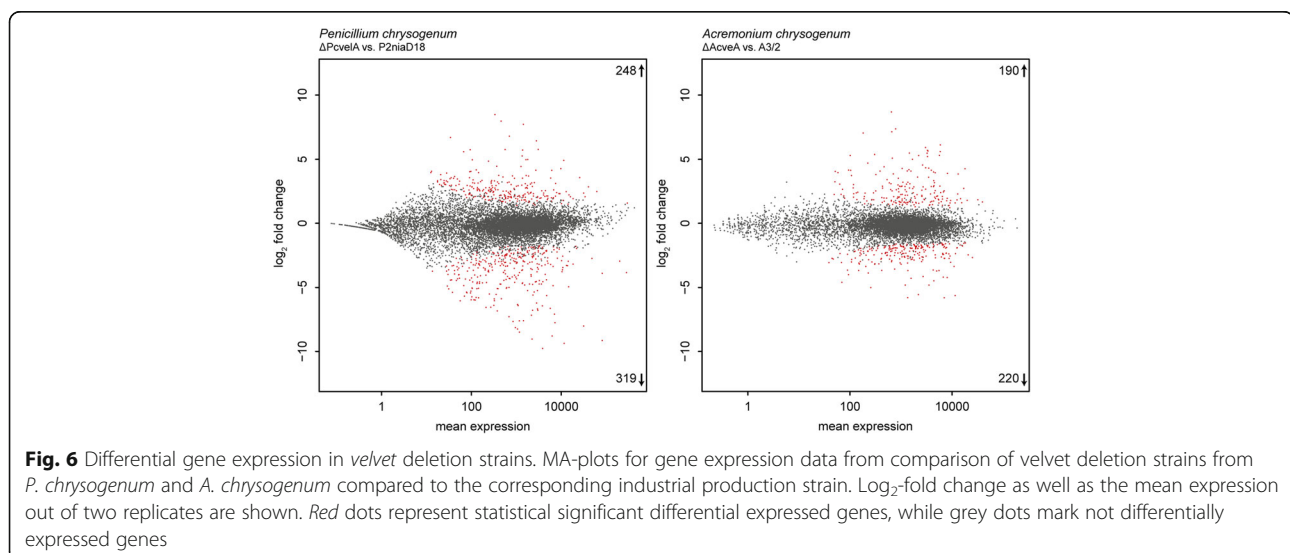 Penicillium chrysogenum
ΔPcvelA vs. P2niaD18
248
10
5
0
−5
−10
log2 fold change
319
1
100
10000
mean expression
Acremonium chrysogenum
ΔAcveA vs. A3/2
190
10
5
0
−5
−10
log2 fold change
220
1
100
10000
mean expression
Fig. 6 Differential gene expression in velvet deletion strains. MA-plots for gene expression data from comparison of velvet deletion strains from
P. chrysogenum and A. chrysogenum compared to the corresponding industrial production strain. Log2-fold change as well as the mean expression
out of two replicates are shown. Red dots represent statistical significant differential expressed genes, while grey dots mark not differentially
expressed genes